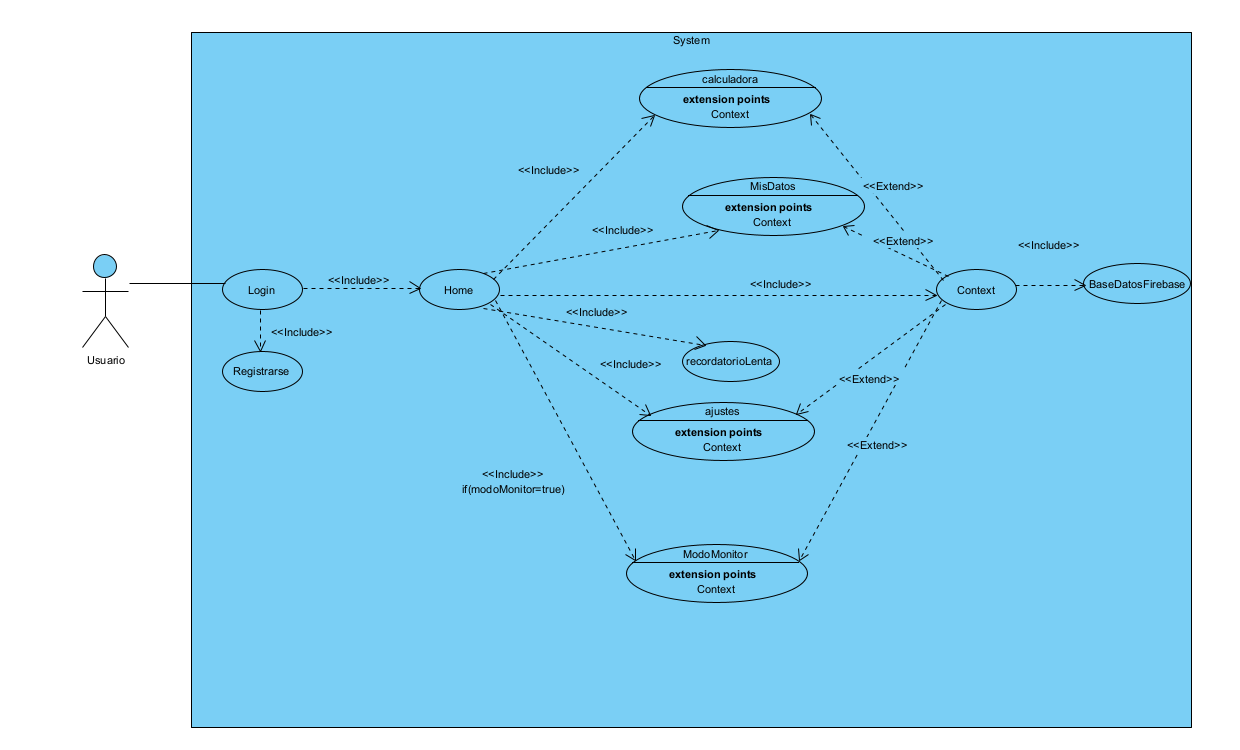 System
calculadora
extension points
Context
<<Include>>
MisDatos
extension points
Context
<<Extend>>
<<Include>>
<<Extend>>
<<Include>>
Login
<<Include>>
Home
<<Include>>
Context
BaseDatosFirebase
<<Include>>
<<Include>>
Usuario
Registrarse
recordatorioLenta
<<Include>>
<<Extend>>
ajustes
extension points
Context
<<Extend>>
<<Include>>
if(modoMonitor=true)
ModoMonitor
extension points
Context